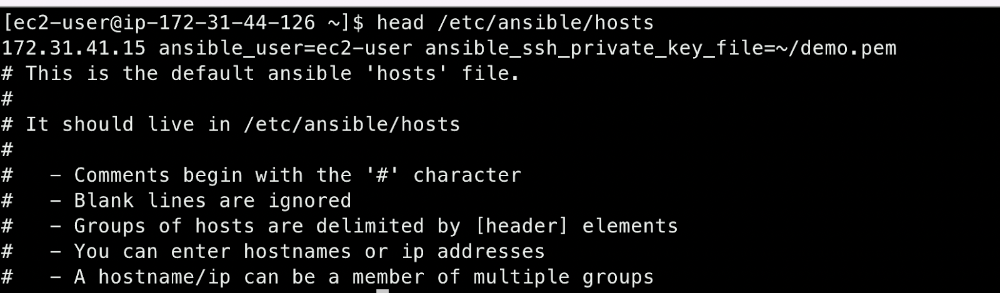 [ec2-user@ip-172-31-44-126 ~]$ head /etc/ansible/hosts
172.31.41.15 ansible_user=ec2-user ansible_ssh_private_key_file=~/demo.pem
# This is the default ansible 'hosts' file.
#
# It should live in /etc/ansible/hosts
#
#   - Comments begin with the '#' character
#   - Blank lines are ignored
#   - Groups of hosts are delimited by [header] elements
#   - You can enter hostnames or ip addresses
#   - A hostname/ip can be a member of multiple groups